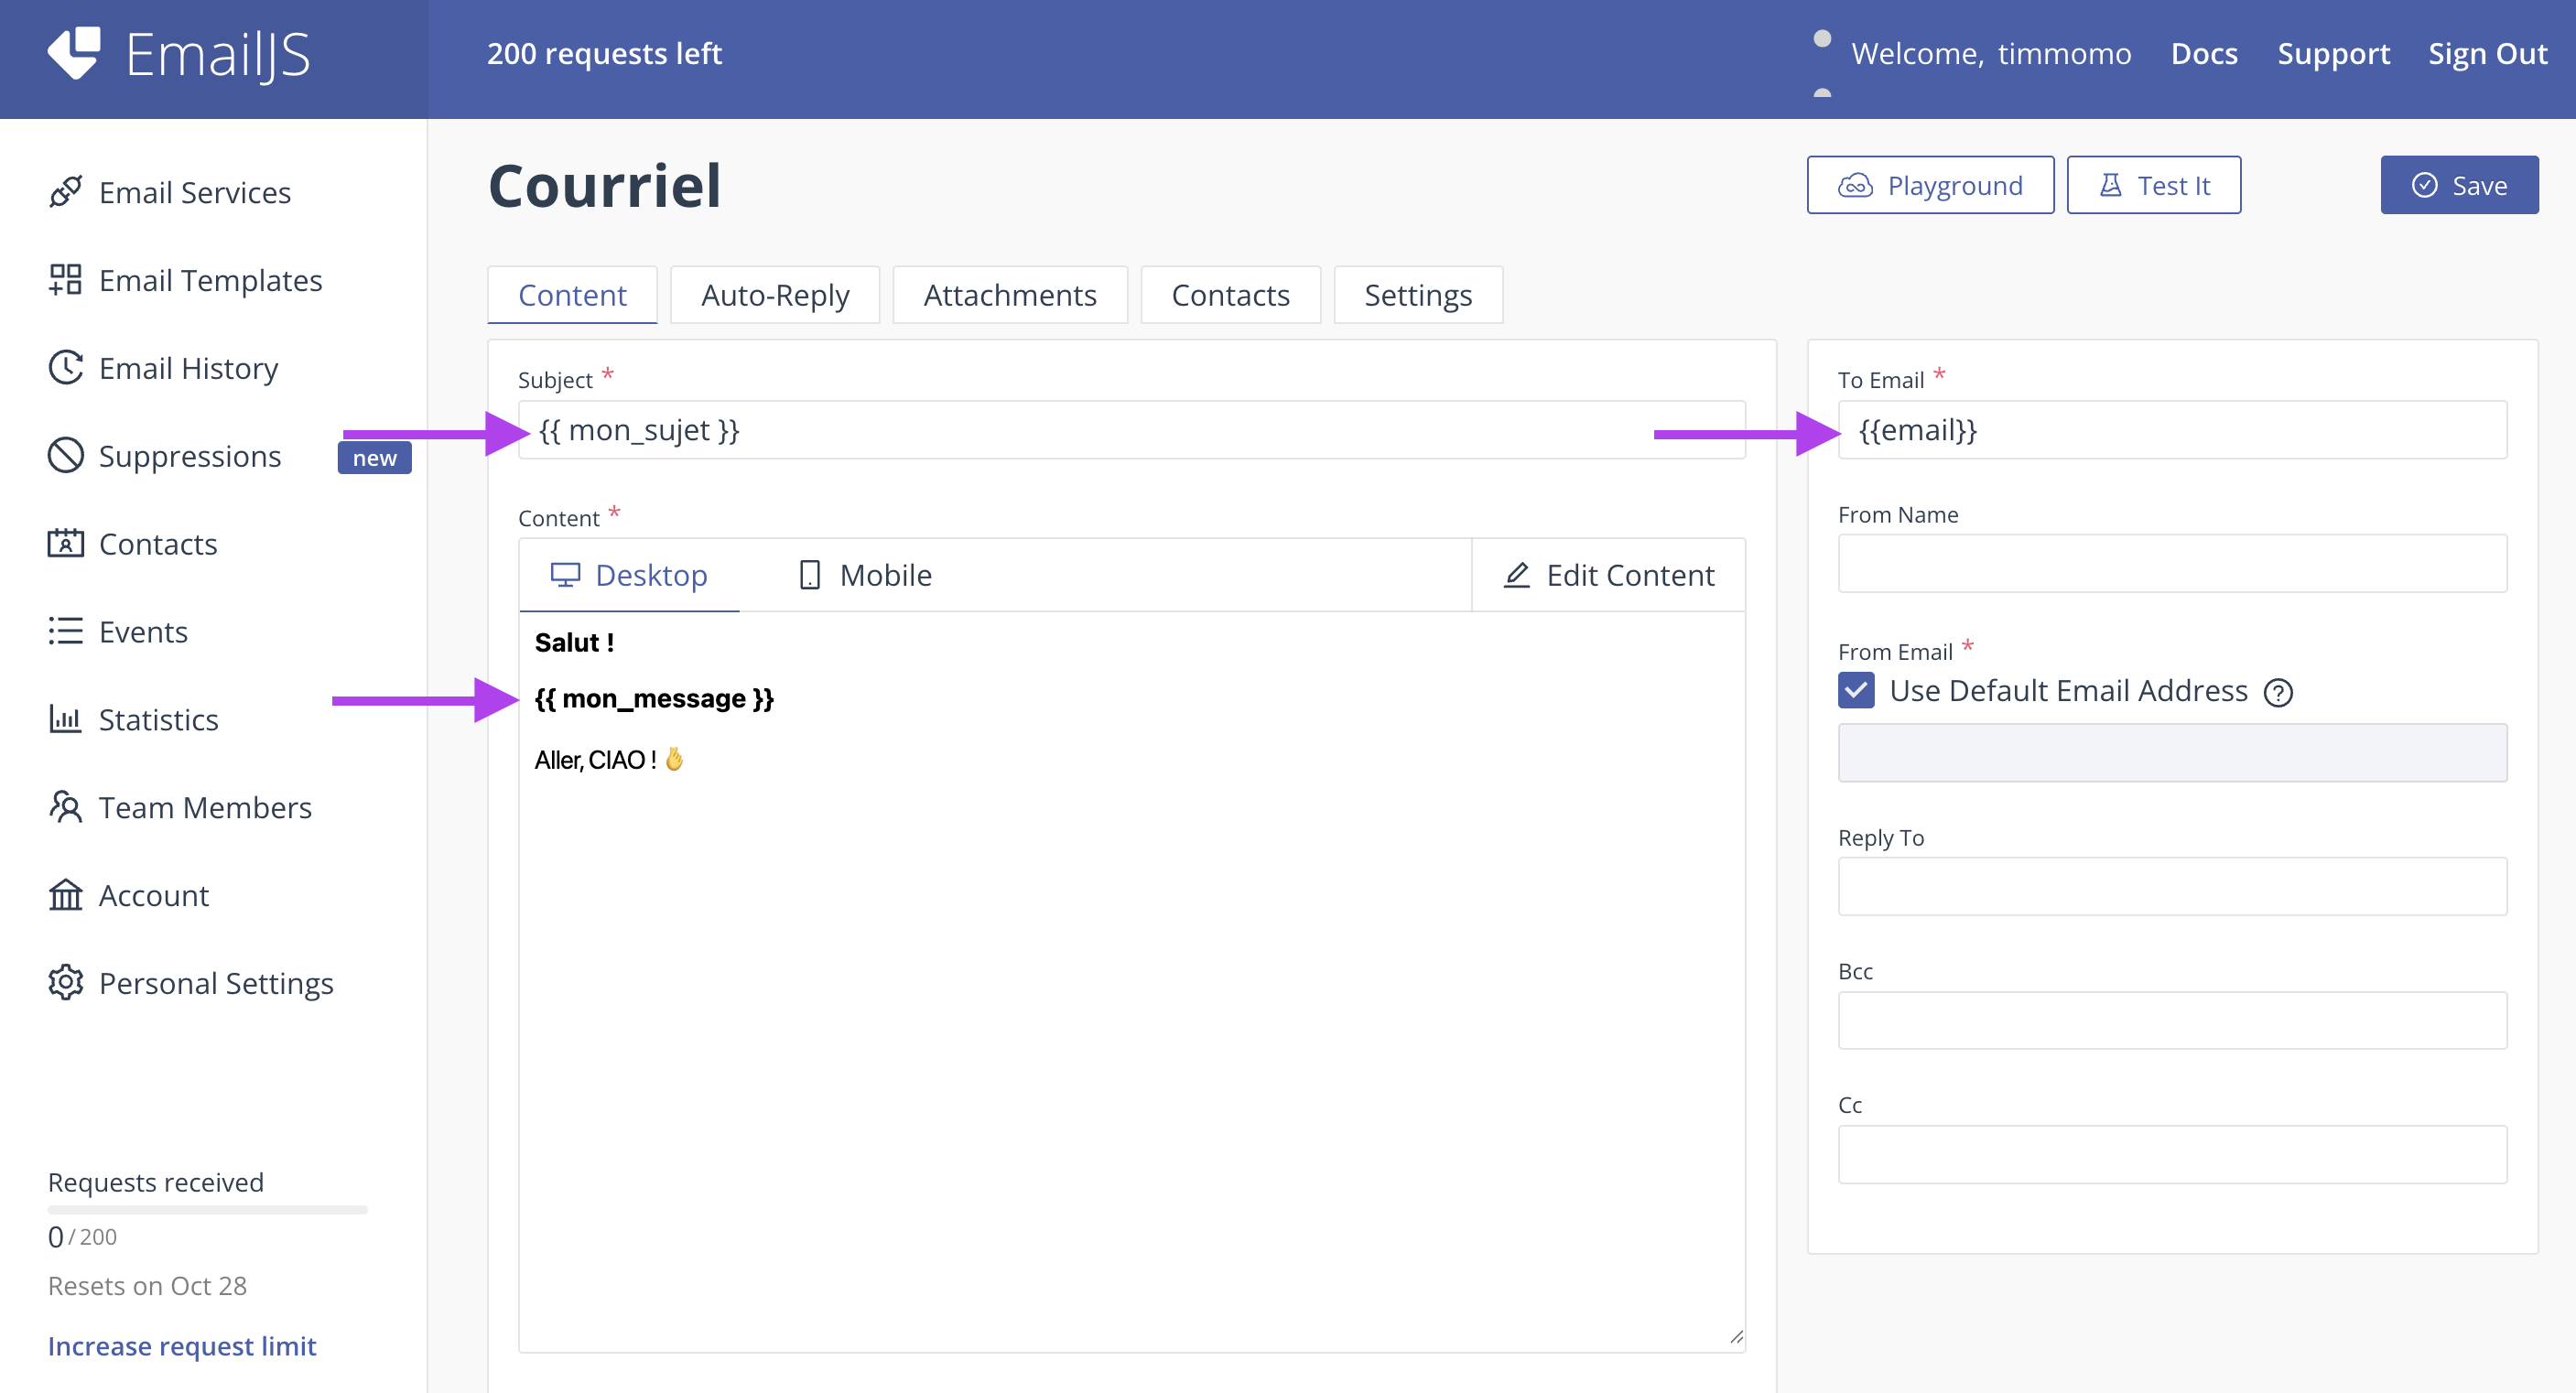 EmailJS
200 requests left
Welcome, timmomo
Docs
Support
Sign Out
Email Services
Email Templates
Email History
Suppressions
new
Contacts
Events
Statistics
Team Members
Account
Personal Settings
Requests received
0 / 200
Resets on Oct 28
Increase request limit
Courriel
Playground
Test It
Save
Content
Auto-Reply
Attachments
Contacts
Settings
Subject *
{{ mon_sujet }}
Content *
Desktop
Mobile
Edit Content
Salut !
{{ mon_message }}
Aller, CIAO ! 🫰
To Email *
{{email}}
From Name
From Email *
Use Default Email Address
Reply To
Bcc
Cc